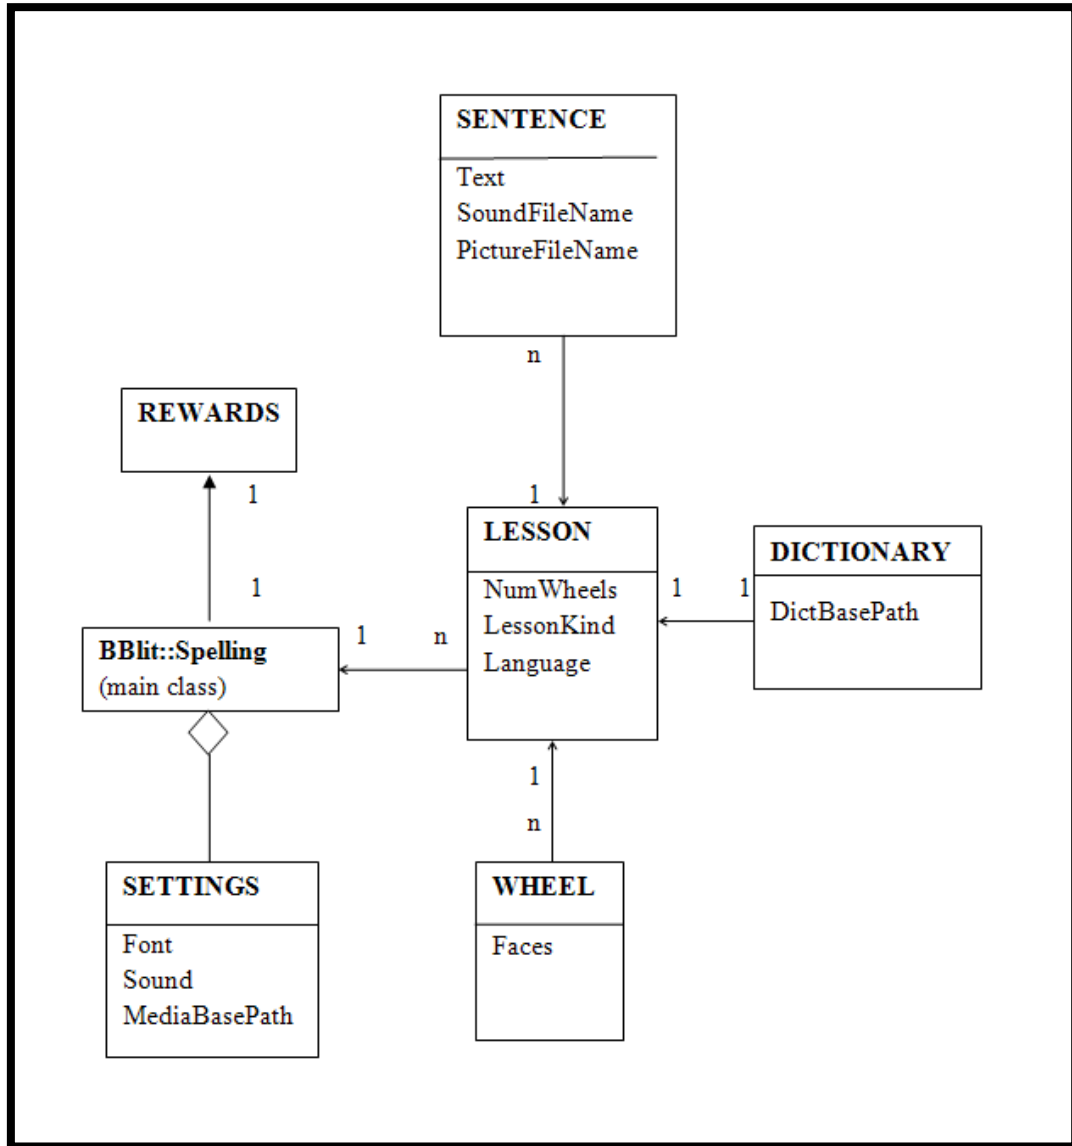 SENTENCE
Text
SoundFileName
PictureFileName
n
REWARDS
1
1
LESSON
NumWheels
LessonKind
Language
DICTIONARY
DictBasePath
1
1
1
BBlit::Spelling
(main class)
1
n
1
n
SETTINGS
Font
Sound
MediaBasePath
WHEEL
Faces